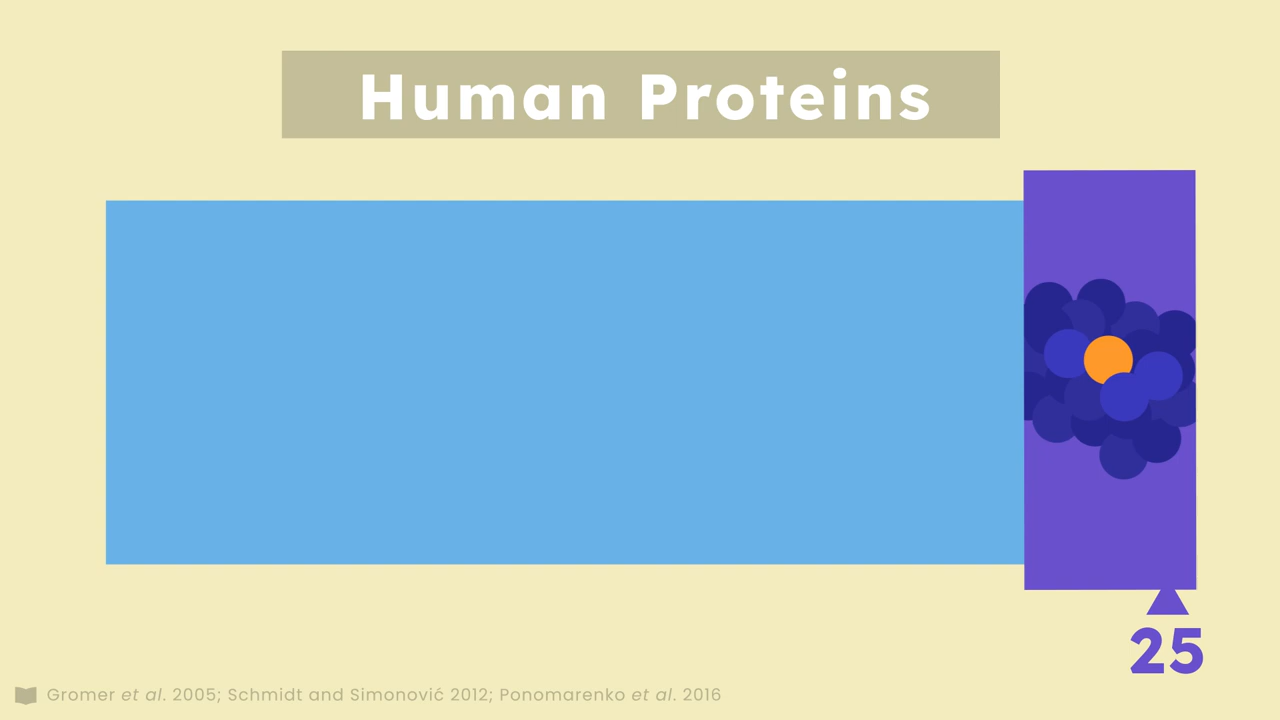 Human Proteins
25
Gromer et al. 2005; Schmidt and Simonović 2012; Ponomarenko et al. 2016